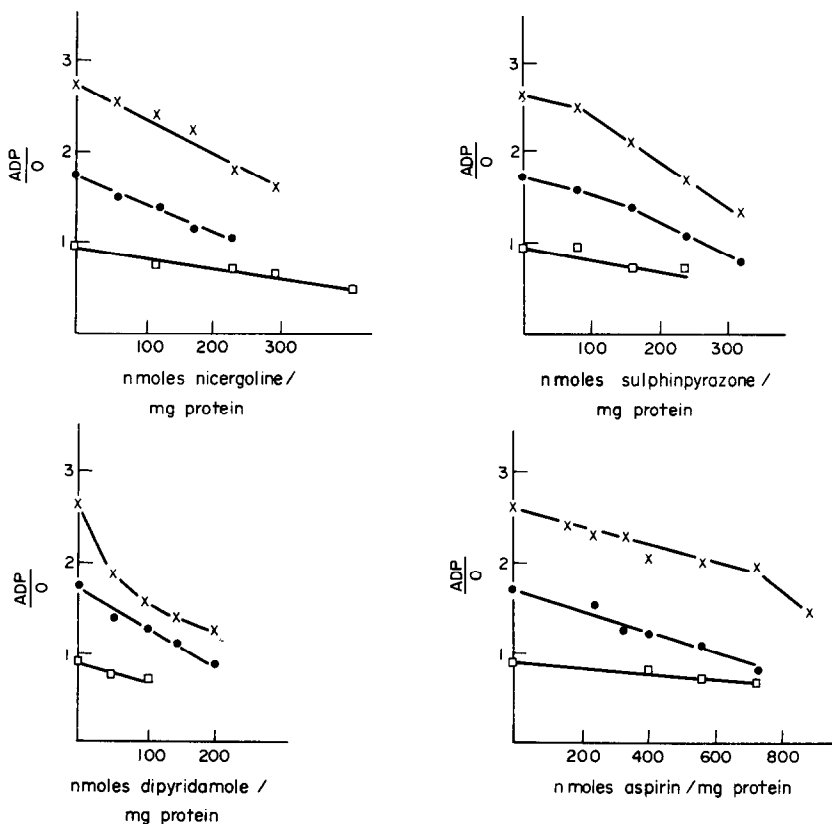 3
2
1
ADP
O
100 200 300
nmoles nicergoline /
mg protein
3
2
1
ADP
O
100 200 300
nmoles sulphinpyrazone /
mg protein
3
2
1
ADP
O
100 200
nmoles dipyridamole /
mg protein
3
2
1
ADP
O
200 400 600 800
nmoles aspirin/mg protein